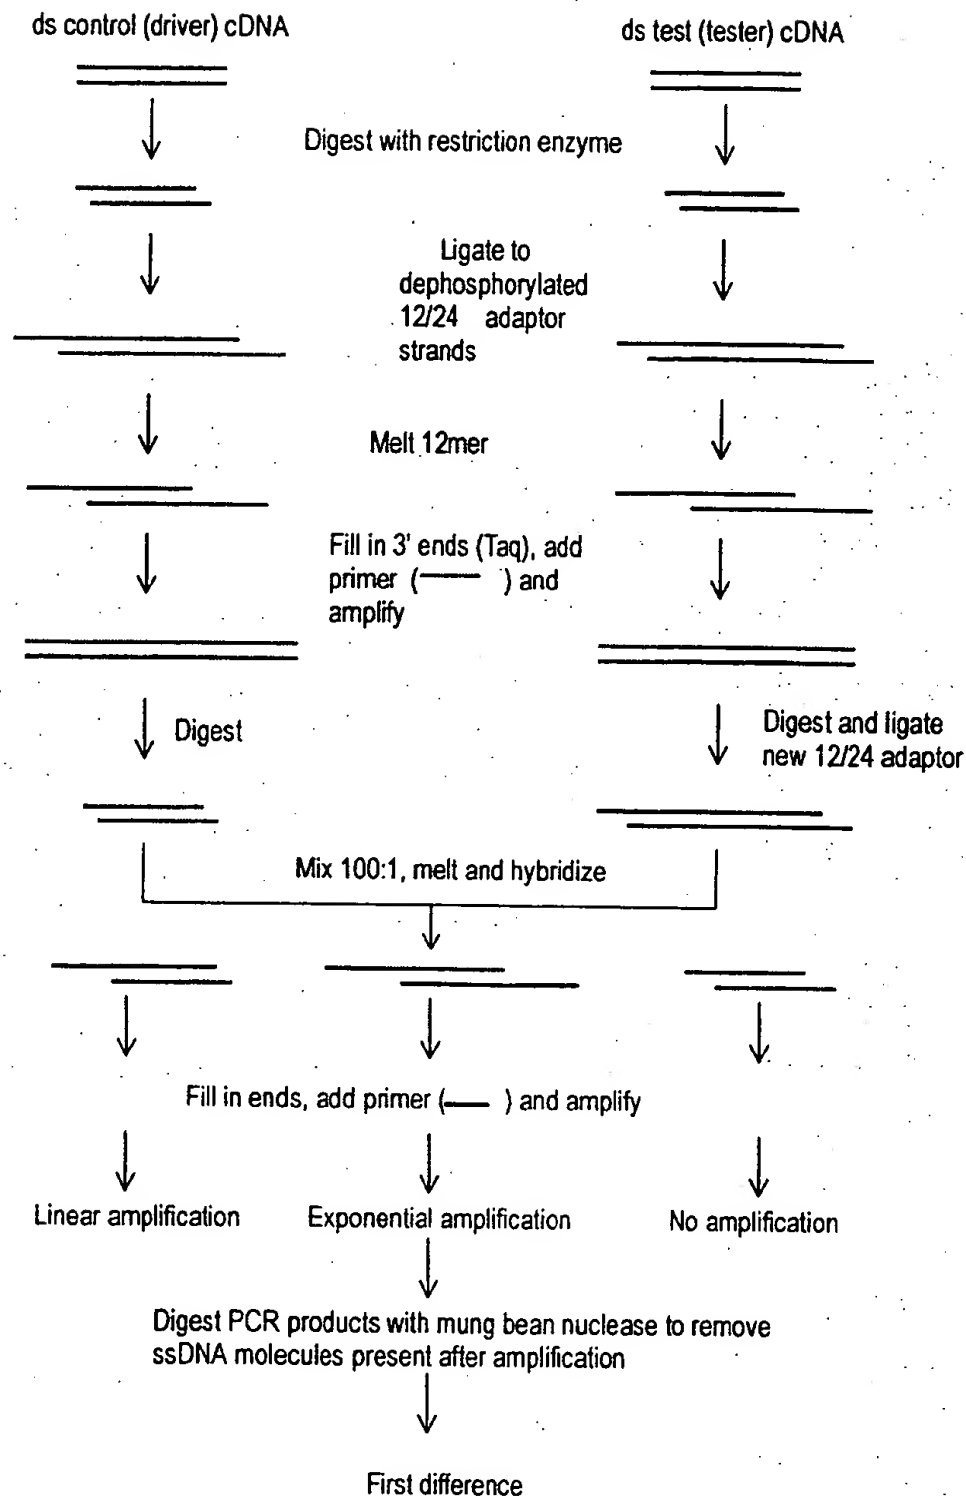 ds control (driver) cDNA
ds test (tester) cDNA
Digest with restriction enzyme
Ligate to
dephosphorylated
12/24 adaptor
strands
Melt 12mer
Fill in 3' ends (Taq), add
primer ( ) and
amplify
Digest
Digest and ligate
new 12/24 adaptor
Mix 100:1, melt and hybridize
Fill in ends, add primer ( ) and amplify
Linear amplification
Exponential amplification
No amplification
Digest PCR products with mung bean nuclease to remove
ssDNA molecules present after amplification
First difference